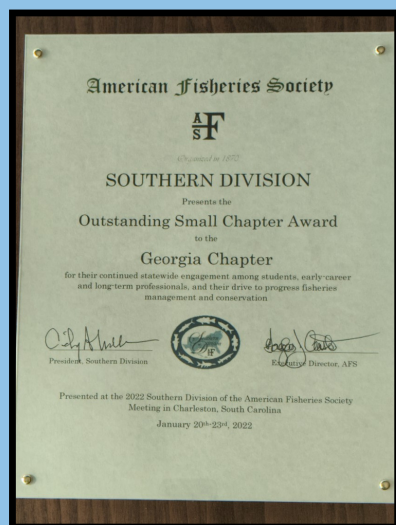 American Fisheries Society
A F S
Organized in 1870
SOUTHERN DIVISION
Presents the
Outstanding Small Chapter Award
to the
Georgia Chapter
for their continued statewide engagement among students, early-career
and long-term professionals, and their drive to progress fisheries
management and conservation
President, Southern Division
Executive Director, AFS
Presented at the 2022 Southern Division of the American Fisheries Society
Meeting in Charleston, South Carolina
January 20th-23rd, 2022